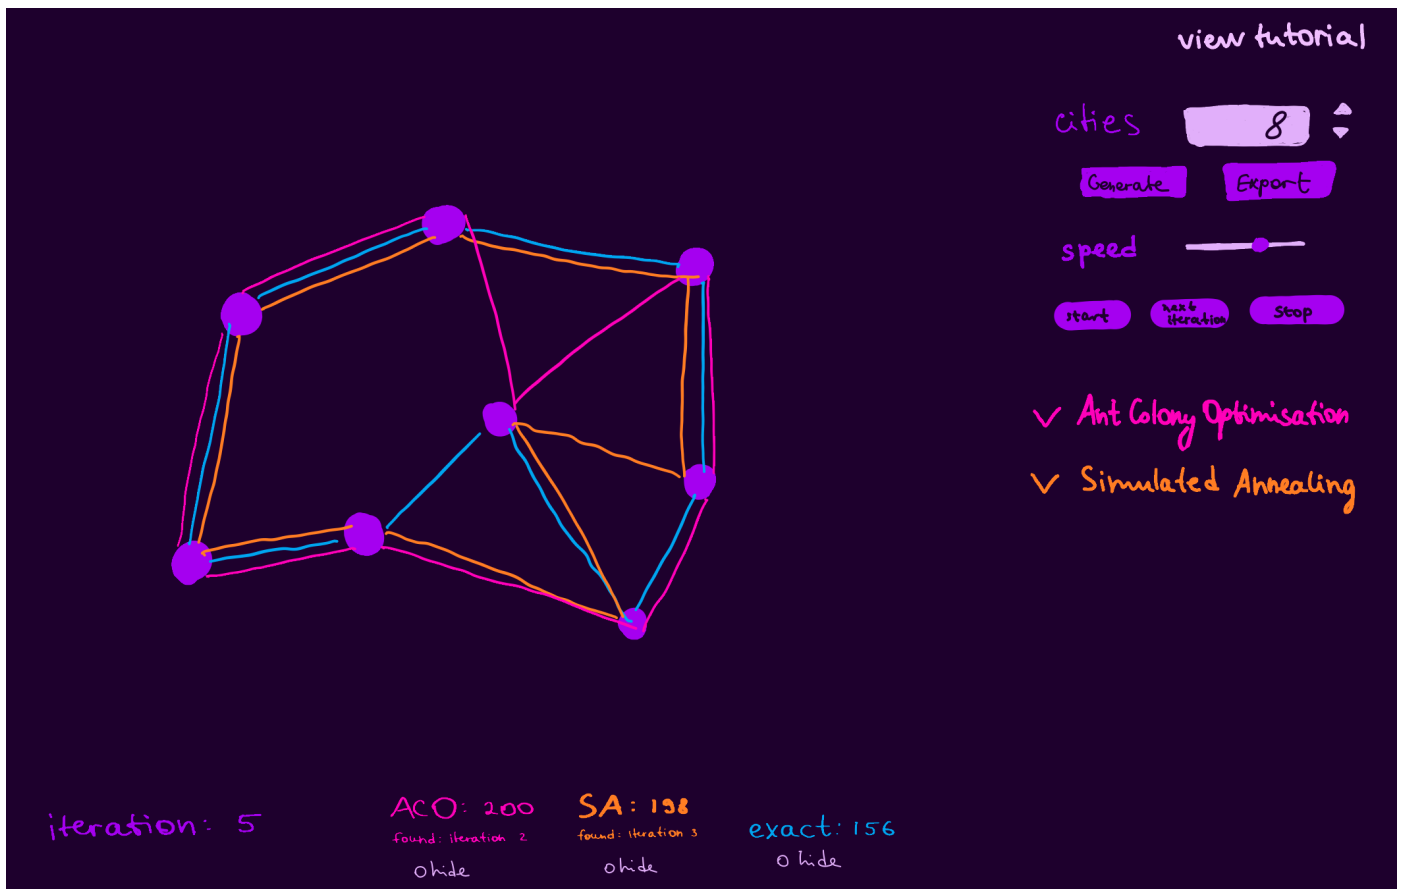 view tutorial
cities 8
Generate Export
speed
start next iteration Stop
✓ Ant Colony Optimisation
✓ Simulated Annealing
iteration: 5
ACO: 200
found: iteration 2
O hide
SA: 198
found: iteration 3
O hide
exact: 156
O hide